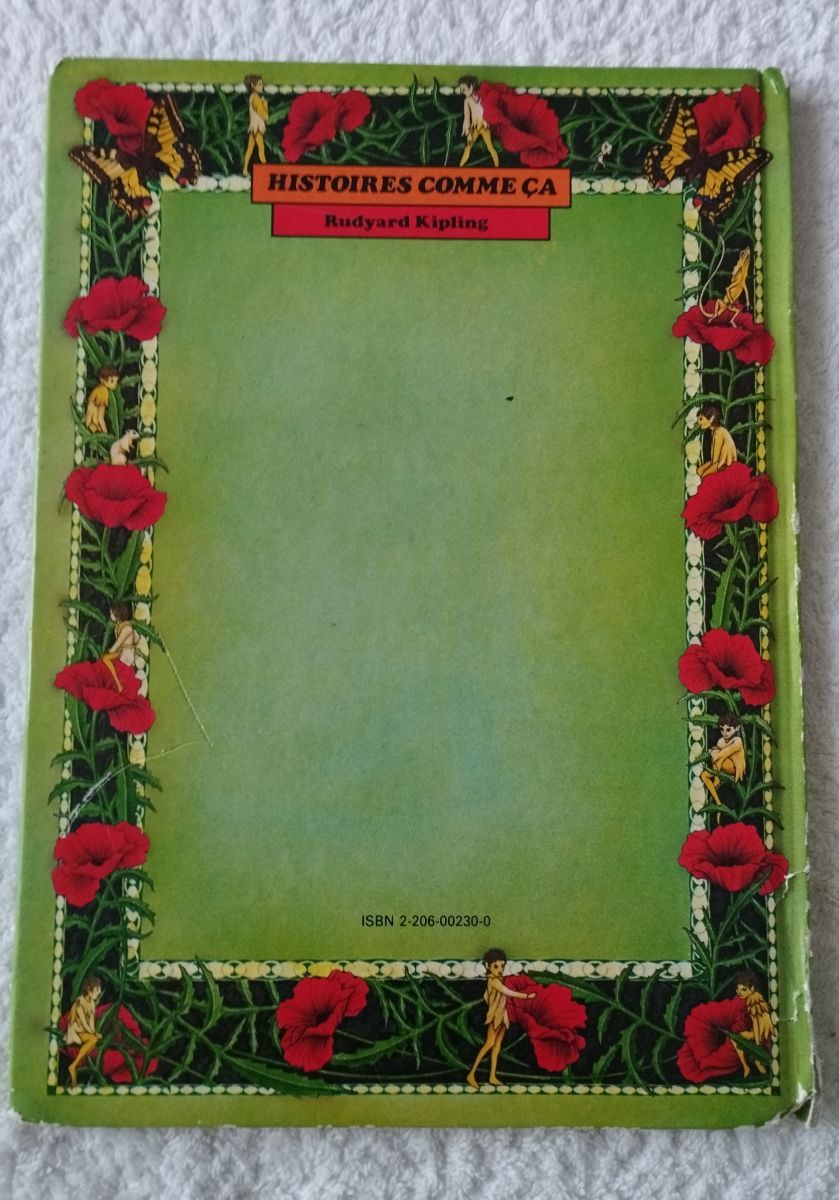 HISTOIRES COMME ÇA
Rudyard Kipling
ISBN 2-206-00230-0